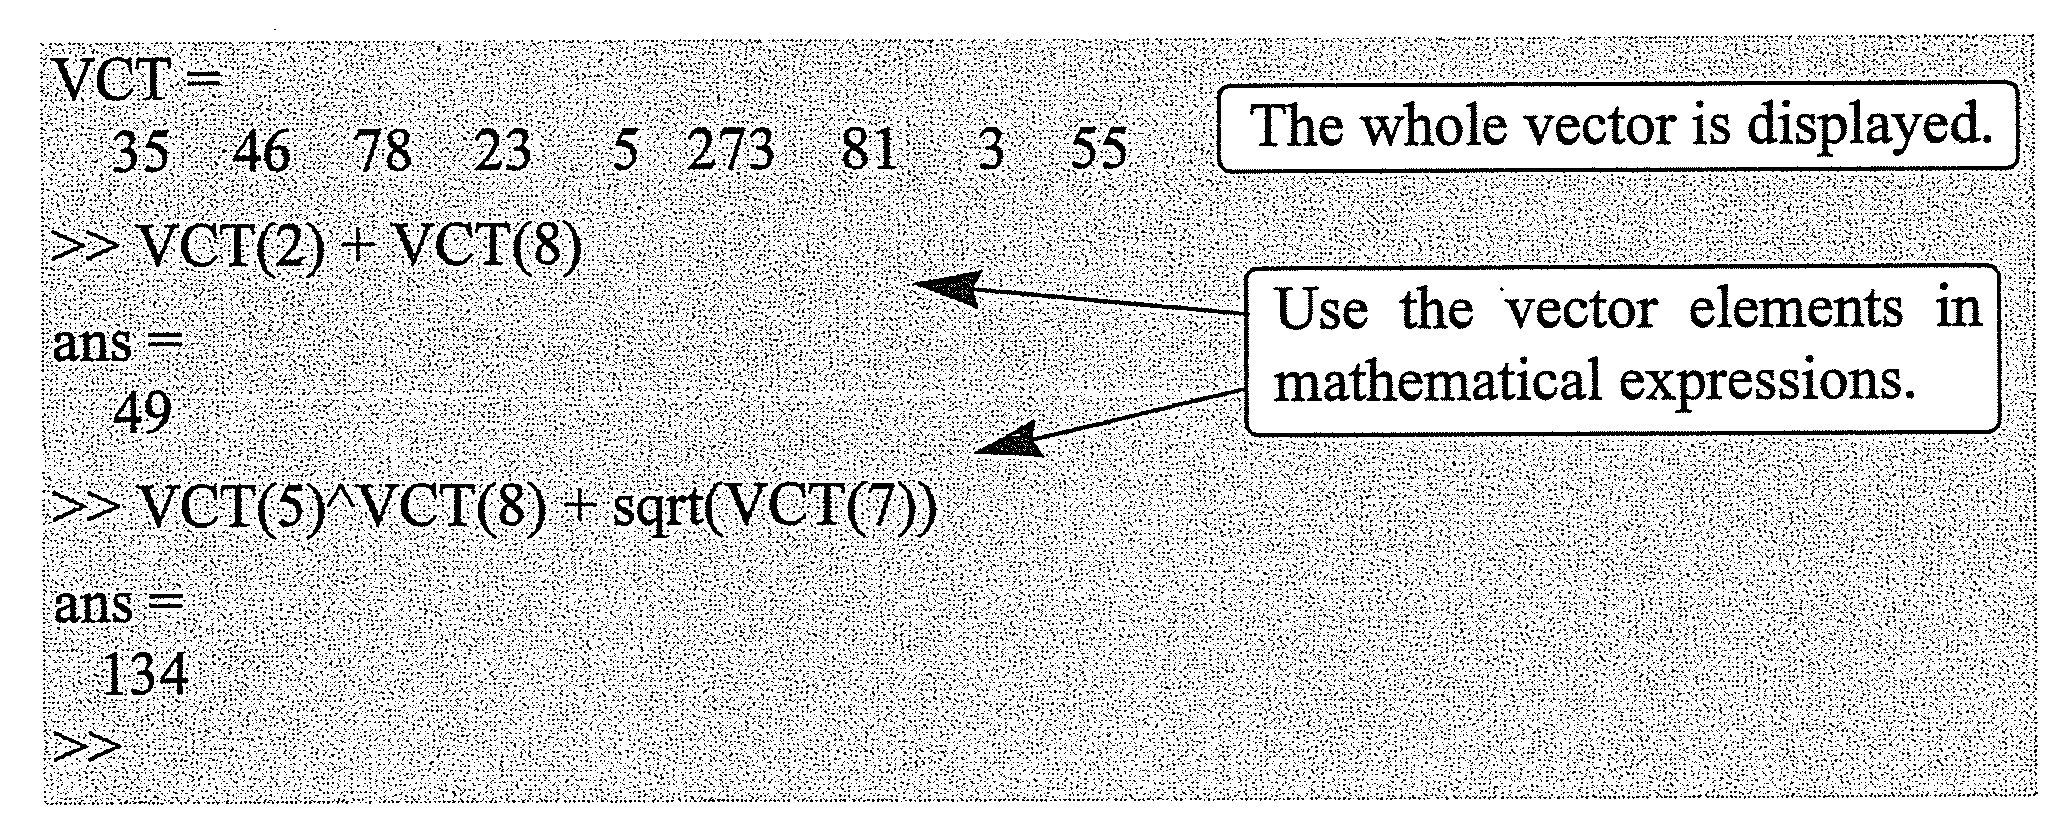 VCT =
35 46 78 23 5 273 81 3 55
The whole vector is displayed.
>> VCT(2) + VCT(8)
ans =
49
Use the vector elements in
mathematical expressions.
>> VCT(5)^VCT(8) + sqrt(VCT(7))
ans =
134
>>